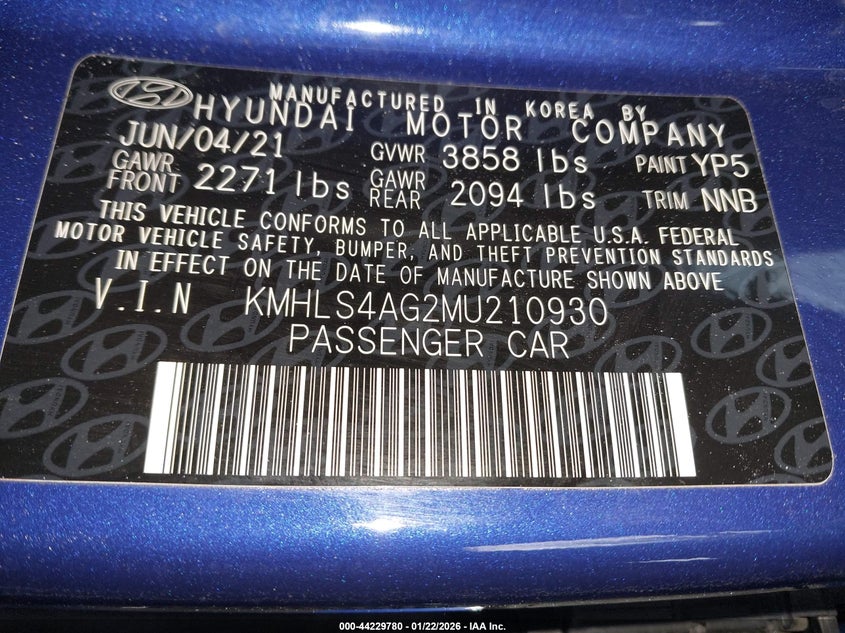 MANUFACTURED IN KOREA BY
HYUNDAI MOTOR COMPANY
JUN/04/21 GVWR 3858 lbs PAINT YP5
GAWR FRONT 2271 lbs GAWR REAR 2094 lbs TRIM NNB
THIS VEHICLE CONFORMS TO ALL APPLICABLE U.S.A. FEDERAL
MOTOR VEHICLE SAFETY, BUMPER, AND THEFT PREVENTION STANDARDS
IN EFFECT ON THE DATE OF MANUFACTURE SHOWN ABOVE
V.I.N KMHLS4AG2MU210930
PASSENGER CAR
000-44229780 - 01/22/2026 - IAA Inc.